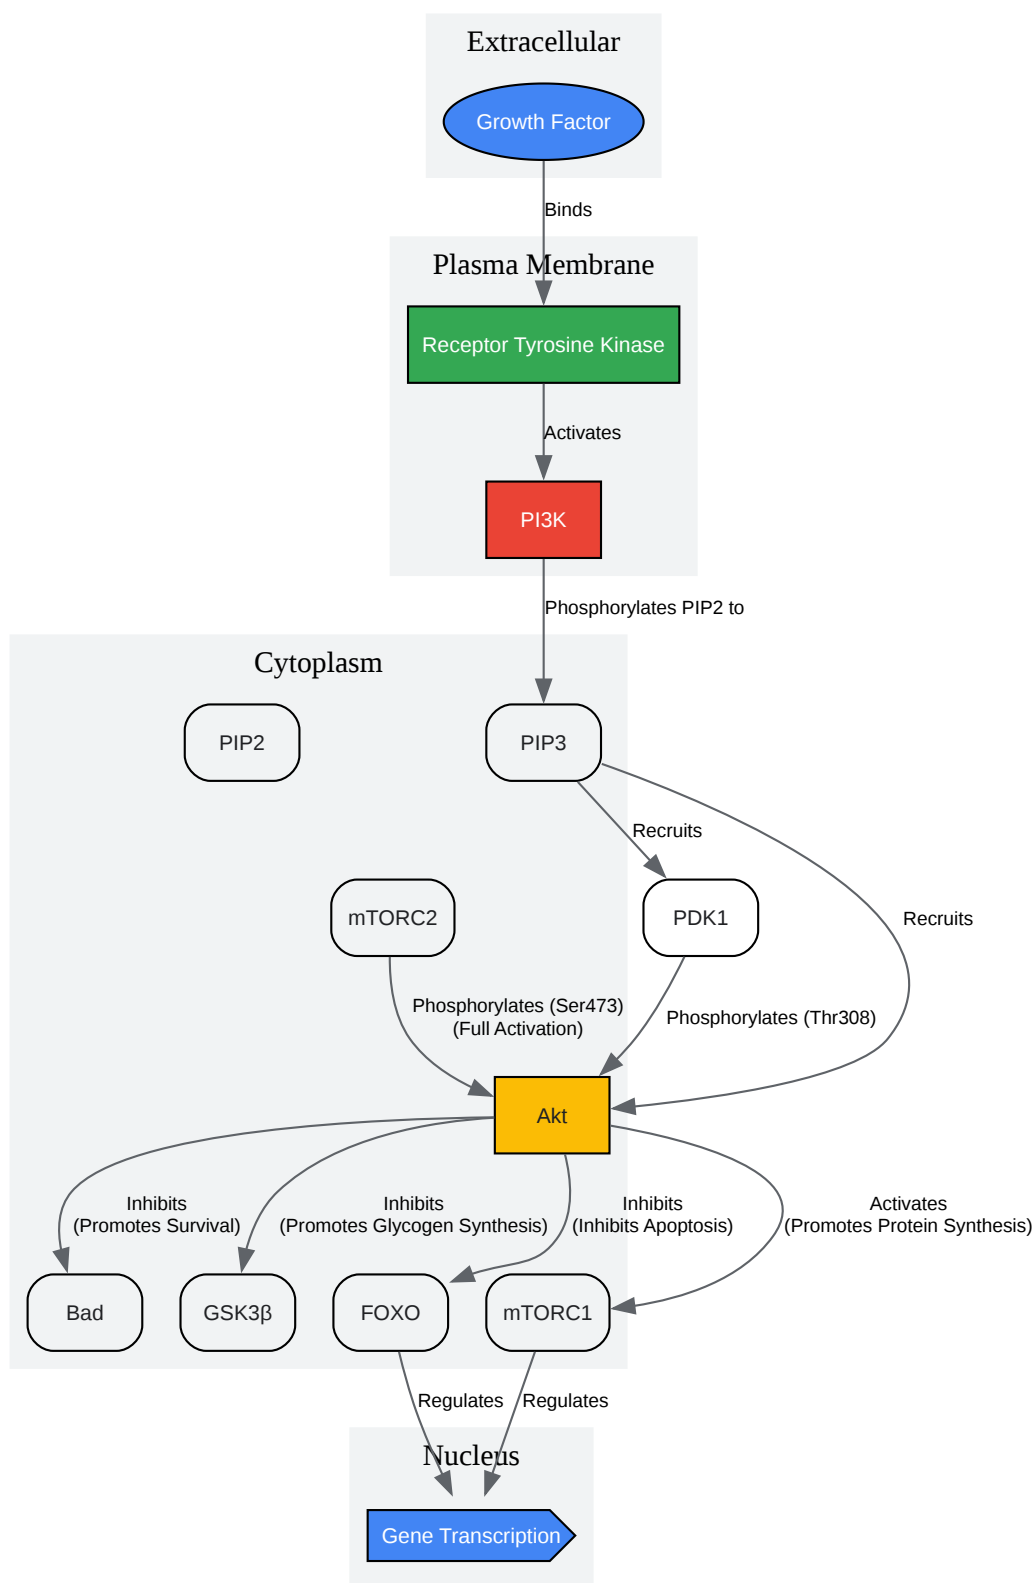 Extracellular
Growth Factor
Binds
Plasma Membrane
Receptor Tyrosine Kinase
Activates
PI3K
Phosphorylates PIP2 to
Cytoplasm
PIP2
PIP3
Recruits
mTORC2
PDK1
Recruits
Phosphorylates (Ser473)
(Full Activation)
Phosphorylates (Thr308)
Akt
Inhibits
(Promotes Survival)
Inhibits
(Promotes Glycogen Synthesis)
Inhibits
(Inhibits Apoptosis)
Activates
(Promotes Protein Synthesis)
Bad
GSK3β
FOXO
mTORC1
Regulates
Regulates
Nucleus
Gene Transcription